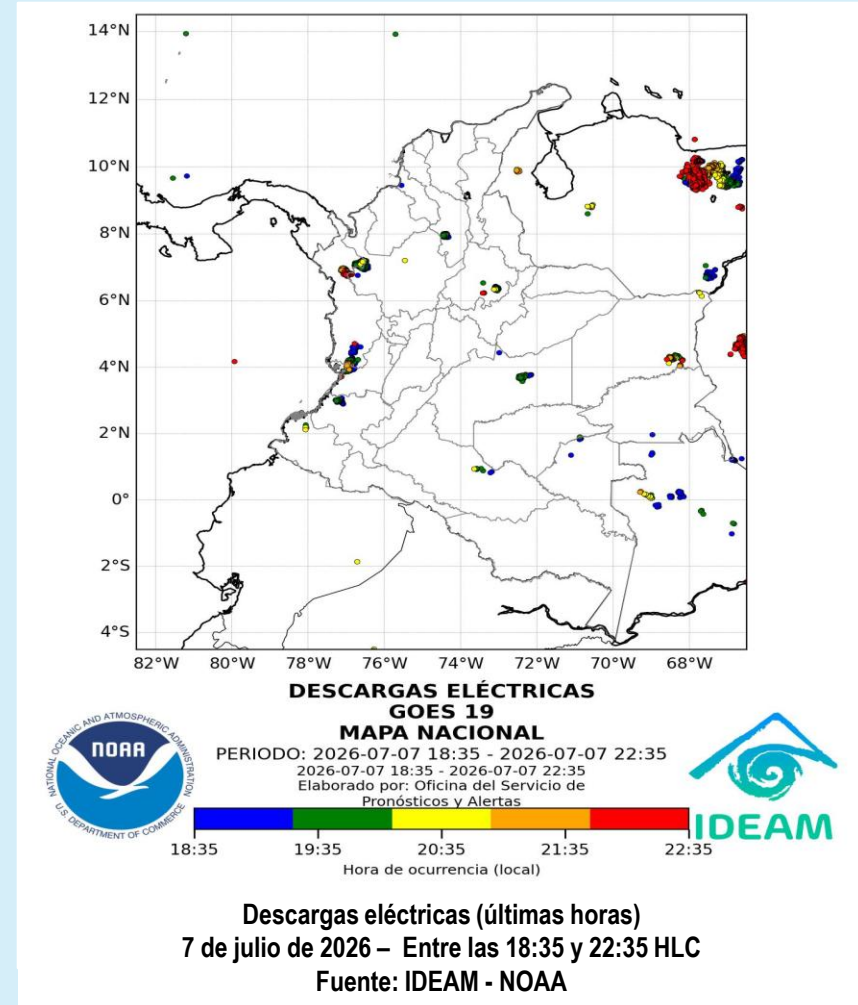 14°N
12°N
10°N
8°N
6°N
4°N
2°N
0°
2°S
4°S
82°W 80°W 78°W 76°W 74°W 72°W 70°W 68°W
DESCARGAS ELÉCTRICAS
GOES 19
MAPA NACIONAL
PERIODO: 2026-07-07 18:35 - 2026-07-07 22:35
2026-07-07 18:35 - 2026-07-07 22:35
Elaborado por: Oficina del Servicio de
Pronósticos y Alertas
NATIONAL OCEANIC AND ATMOSPHERIC ADMINISTRATION
NOAA
U.S. DEPARTMENT OF COMMERCE
IDEAM
18:35 19:35 20:35 21:35 22:35
Hora de ocurrencia (local)
Descargas eléctricas (últimas horas)
7 de julio de 2026 – Entre las 18:35 y 22:35 HLC
Fuente: IDEAM - NOAA